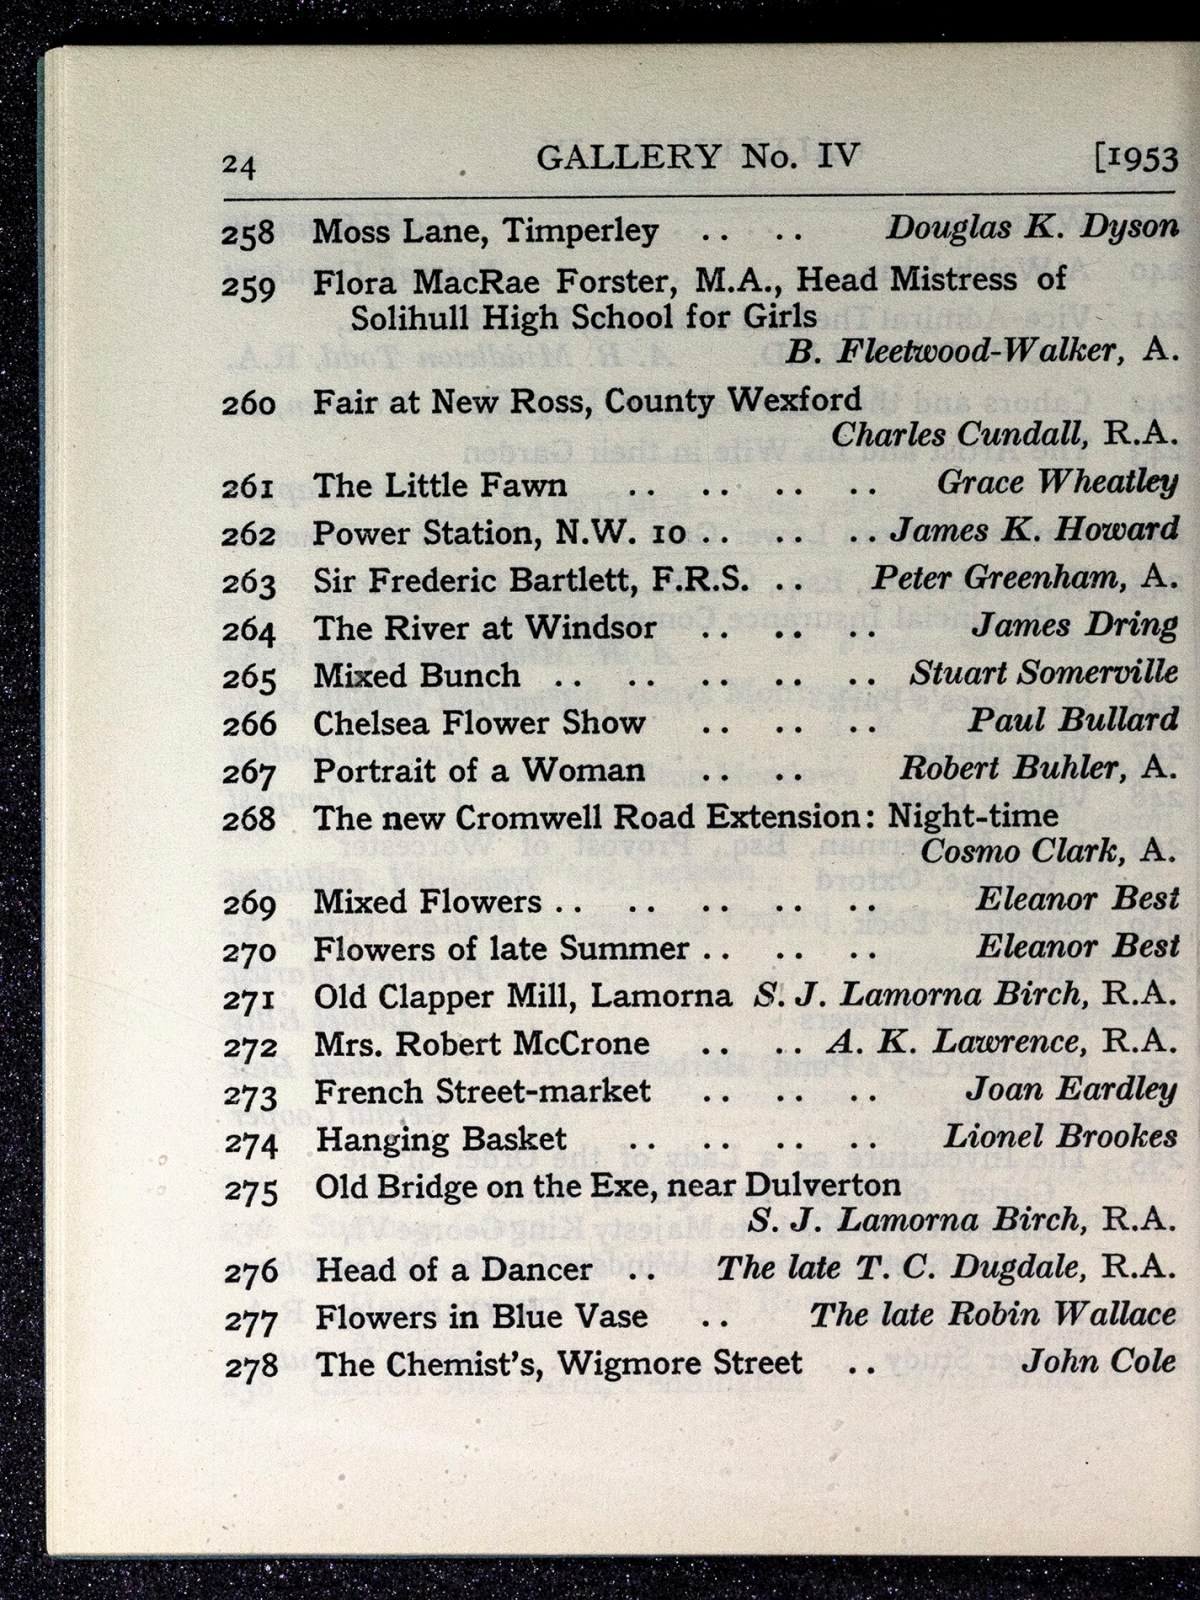 24 GALLERY No. IV [1953
258 Moss Lane, Timperley .. .. Douglas K. Dyson
259 Flora MacRae Forster, M.A., Head Mistress of
Solihull High School for Girls
B. Fleetwood-Walker, A.
260 Fair at New Ross, County Wexford
Charles Cundall, R.A.
261 The Little Fawn .. .. .. .. Grace Wheatley
262 Power Station, N.W. 10 .. .. .. James K. Howard
263 Sir Frederic Bartlett, F.R.S. .. Peter Greenham, A.
264 The River at Windsor .. .. .. James Dring
265 Mixed Bunch .. .. .. .. .. Stuart Somerville
266 Chelsea Flower Show .. .. .. Paul Bullard
267 Portrait of a Woman .. .. Robert Buhler, A.
268 The new Cromwell Road Extension: Night-time
Cosmo Clark, A.
269 Mixed Flowers .. .. .. .. .. Eleanor Best
270 Flowers of late Summer .. .. .. Eleanor Best
271 Old Clapper Mill, Lamorna S. J. Lamorna Birch, R.A.
272 Mrs. Robert McCrone .. .. A. K. Lawrence, R.A.
273 French Street-market .. .. .. Joan Eardley
274 Hanging Basket .. .. .. .. Lionel Brookes
275 Old Bridge on the Exe, near Dulverton
S. J. Lamorna Birch, R.A.
276 Head of a Dancer .. The late T. C. Dugdale, R.A.
277 Flowers in Blue Vase .. The late Robin Wallace
278 The Chemist's, Wigmore Street .. John Cole